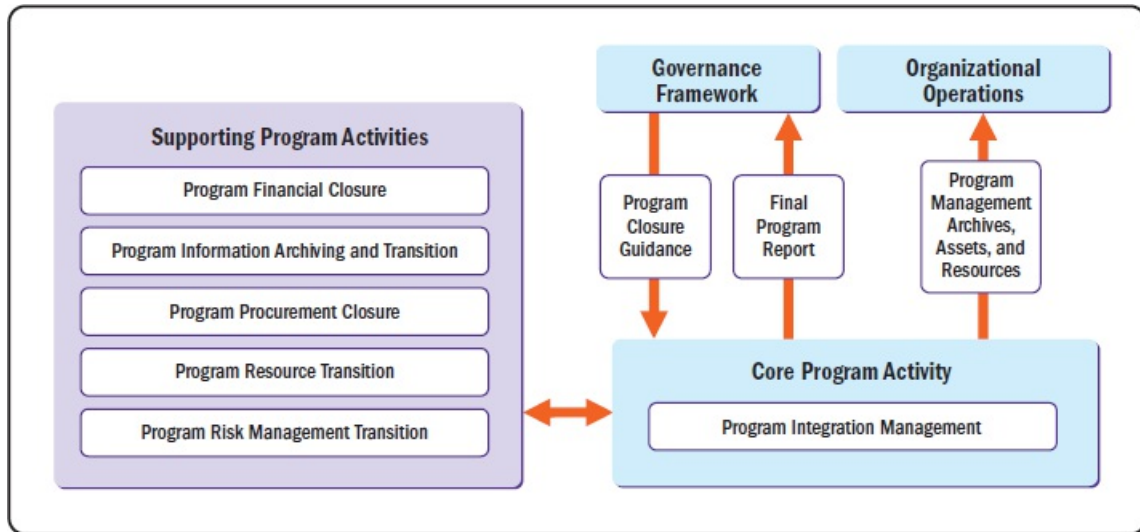 Supporting Program Activities
Program Financial Closure
Program Information Archiving and Transition
Program Procurement Closure
Program Resource Transition
Program Risk Management Transition
Governance
Framework
Organizational
Operations
Program
Closure
Guidance
Final
Program
Report
Program
Management
Archives,
Assets, and
Resources
Core Program Activity
Program Integration Management